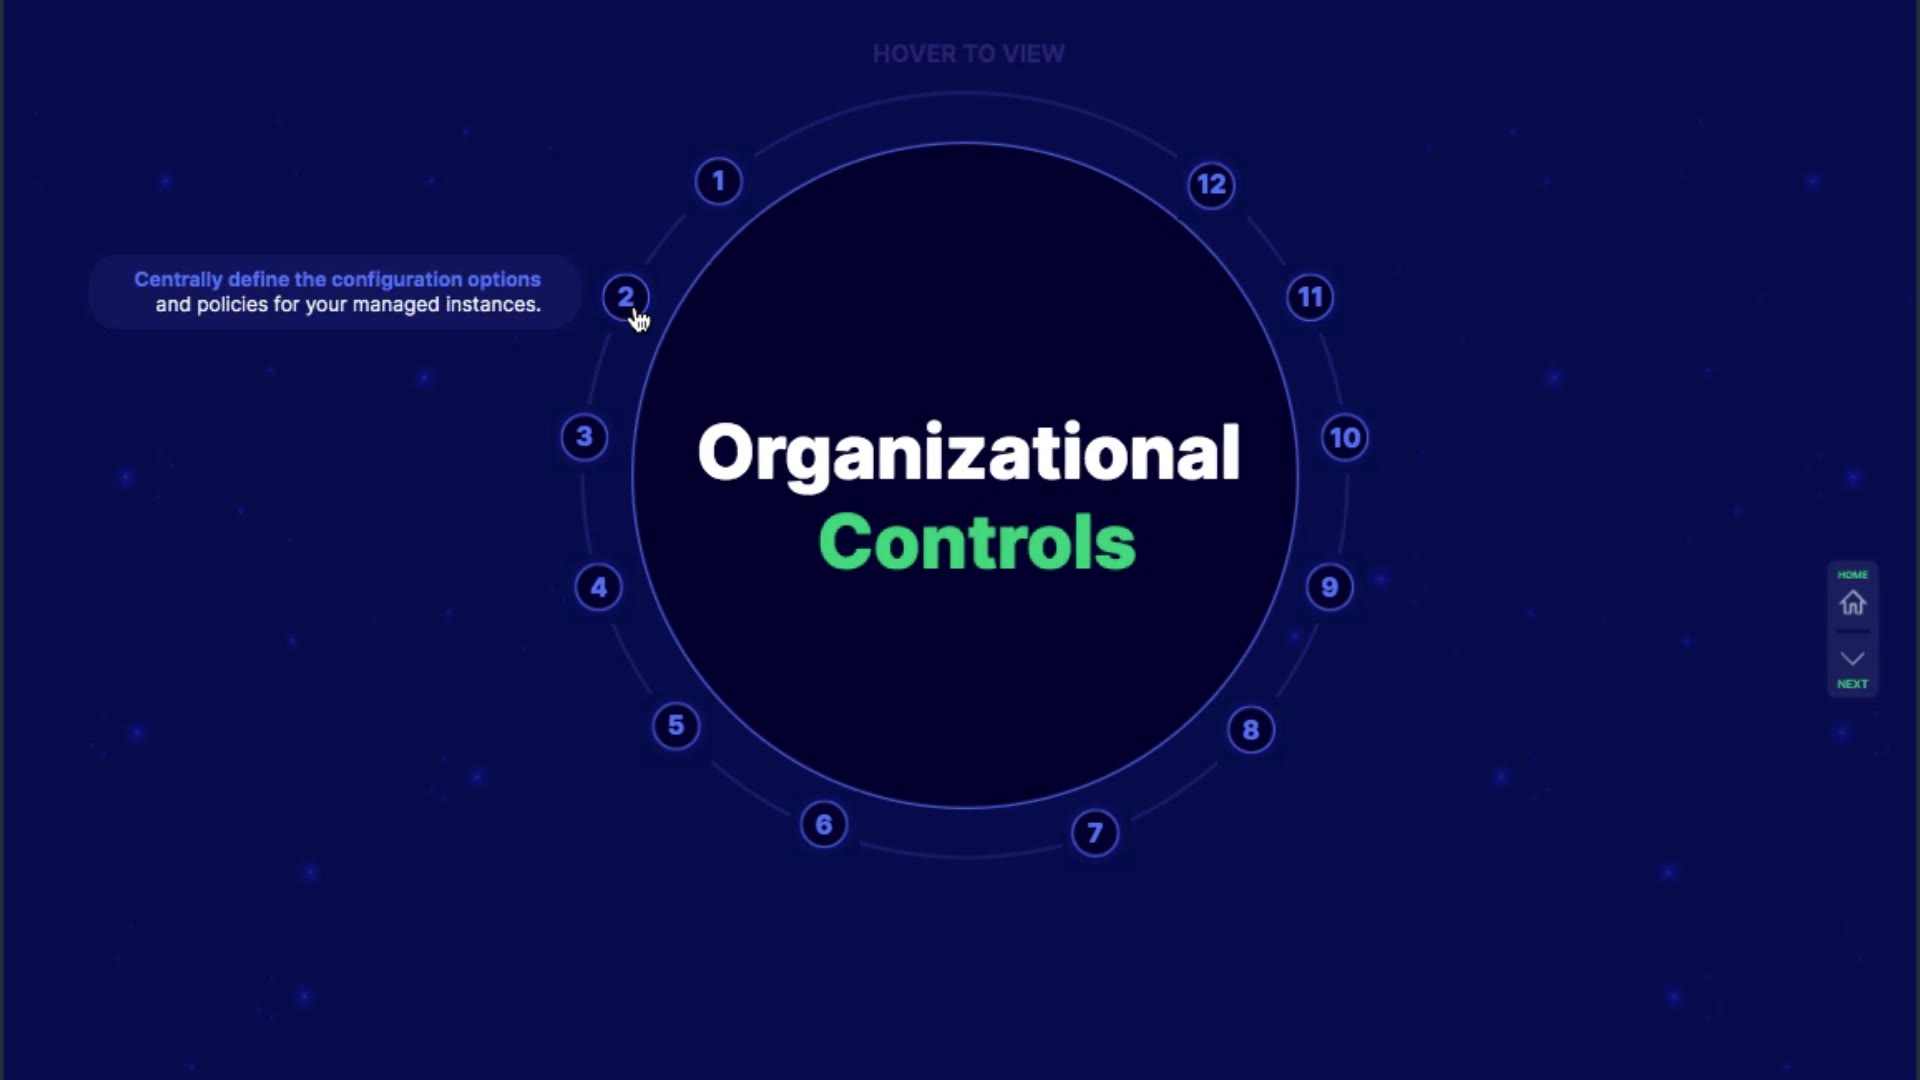 HOVER TO VIEW
1
12
Centrally define the configuration options
and policies for your managed instances.
2
11
3
10
Organizational
Controls
4
9
HOME
NEXT
5
8
6
7